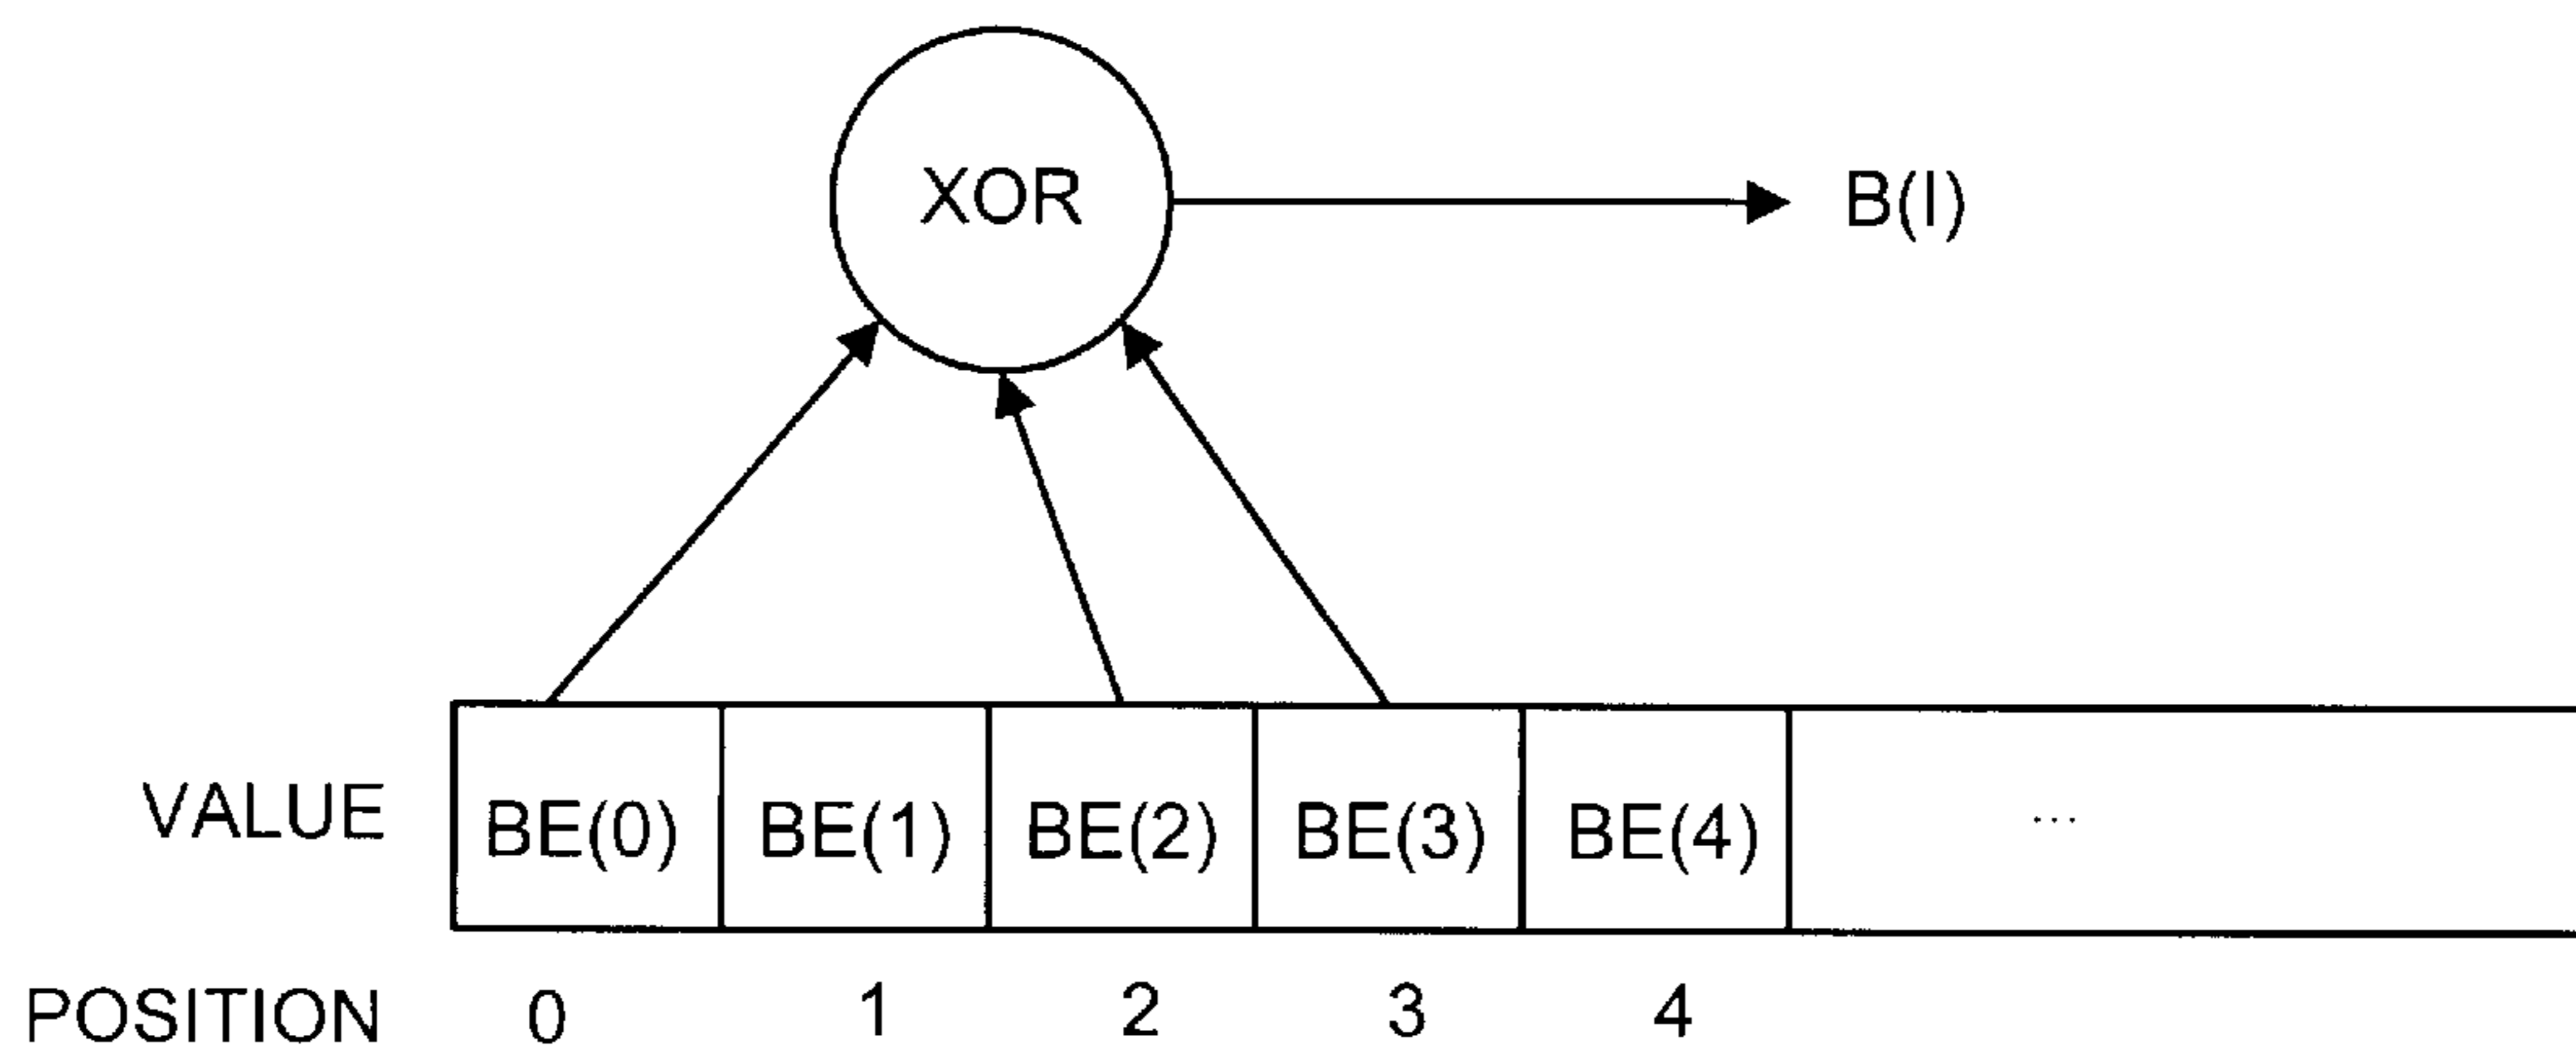 XOR
B(I)
VALUE BE(0) BE(1) BE(2) BE(3) BE(4) ...
POSITION 0 1 2 3 4